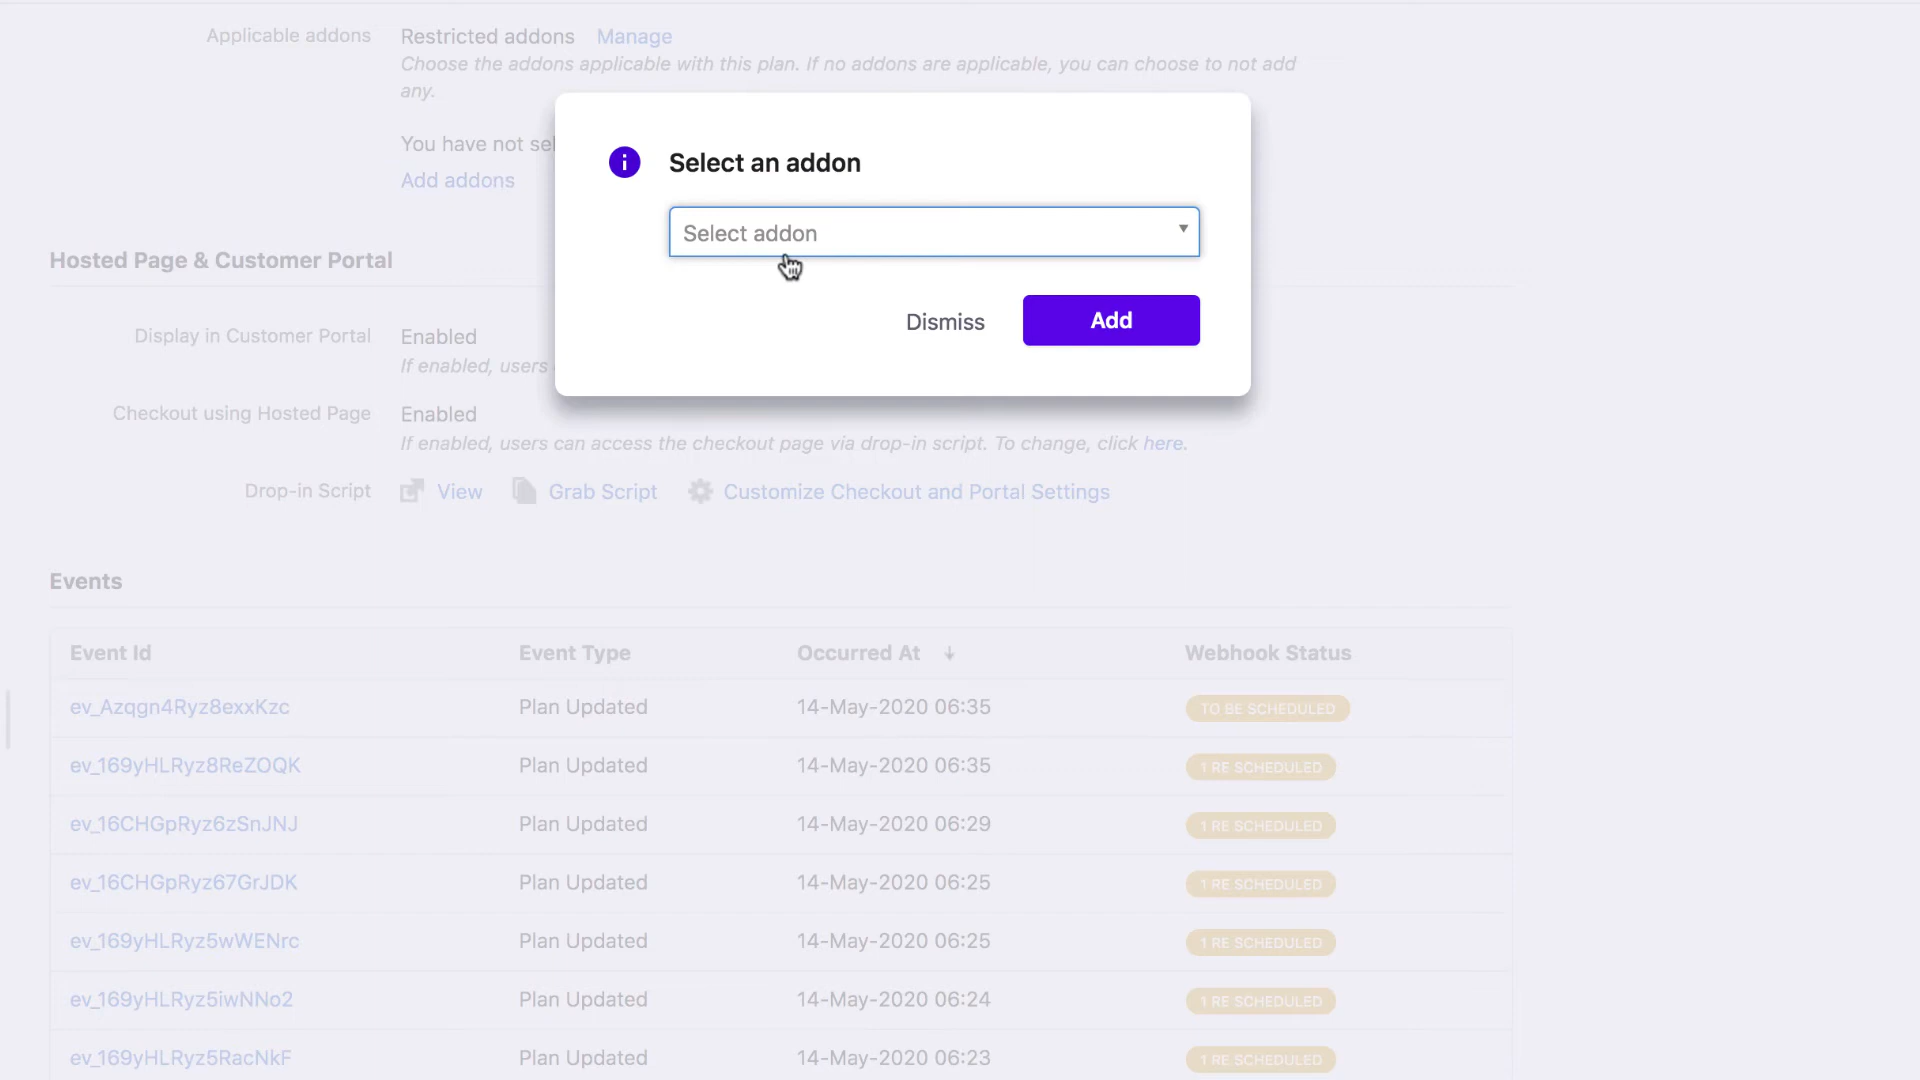 Applicable addons Restricted addons Manage
Choose the addons applicable with this plan. If no addons are applicable, you can choose to not add
any.
You have not sel
Add addons
Select an addon
Select addon
Dismiss Add
Hosted Page & Customer Portal
Display in Customer Portal Enabled
If enabled, users
Checkout using Hosted Page Enabled
If enabled, users can access the checkout page via drop-in script. To change, click here.
Drop-in Script View Grab Script Customize Checkout and Portal Settings
Events
Event Id Event Type Occurred At Webhook Status
ev_Azqgn4Ryz8exxKzc Plan Updated 14-May-2020 06:35 TO BE SCHEDULED
ev_169yHLRyz8ReZOQK Plan Updated 14-May-2020 06:35 1 RE SCHEDULED
ev_16CHGpRyz6zSnJNJ Plan Updated 14-May-2020 06:29 1 RE SCHEDULED
ev_16CHGpRyz67GrJDK Plan Updated 14-May-2020 06:25 1 RE SCHEDULED
ev_169yHLRyz5wWENrc Plan Updated 14-May-2020 06:25 1 RE SCHEDULED
ev_169yHLRyz5iwNNo2 Plan Updated 14-May-2020 06:24 1 RE SCHEDULED
ev_169yHLRyz5RacNkF Plan Updated 14-May-2020 06:23 1 RE SCHEDULED